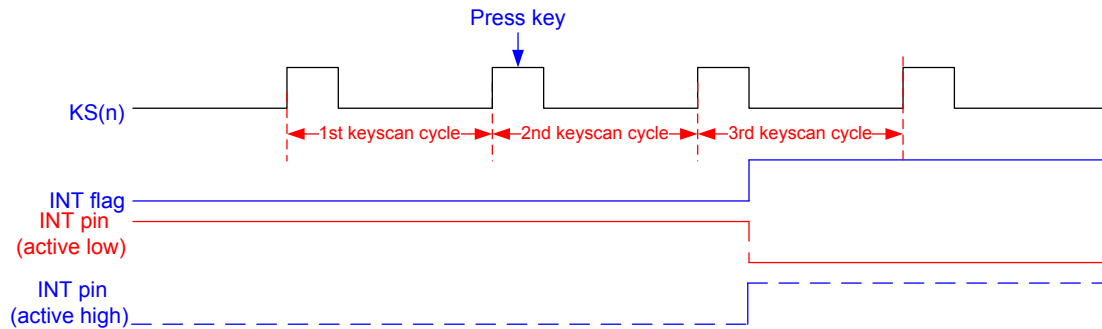 Press key
KS(n)
1st keyscan cycle
2nd keyscan cycle
3rd keyscan cycle
INT flag
INT pin
(active low)
INT pin
(active high)